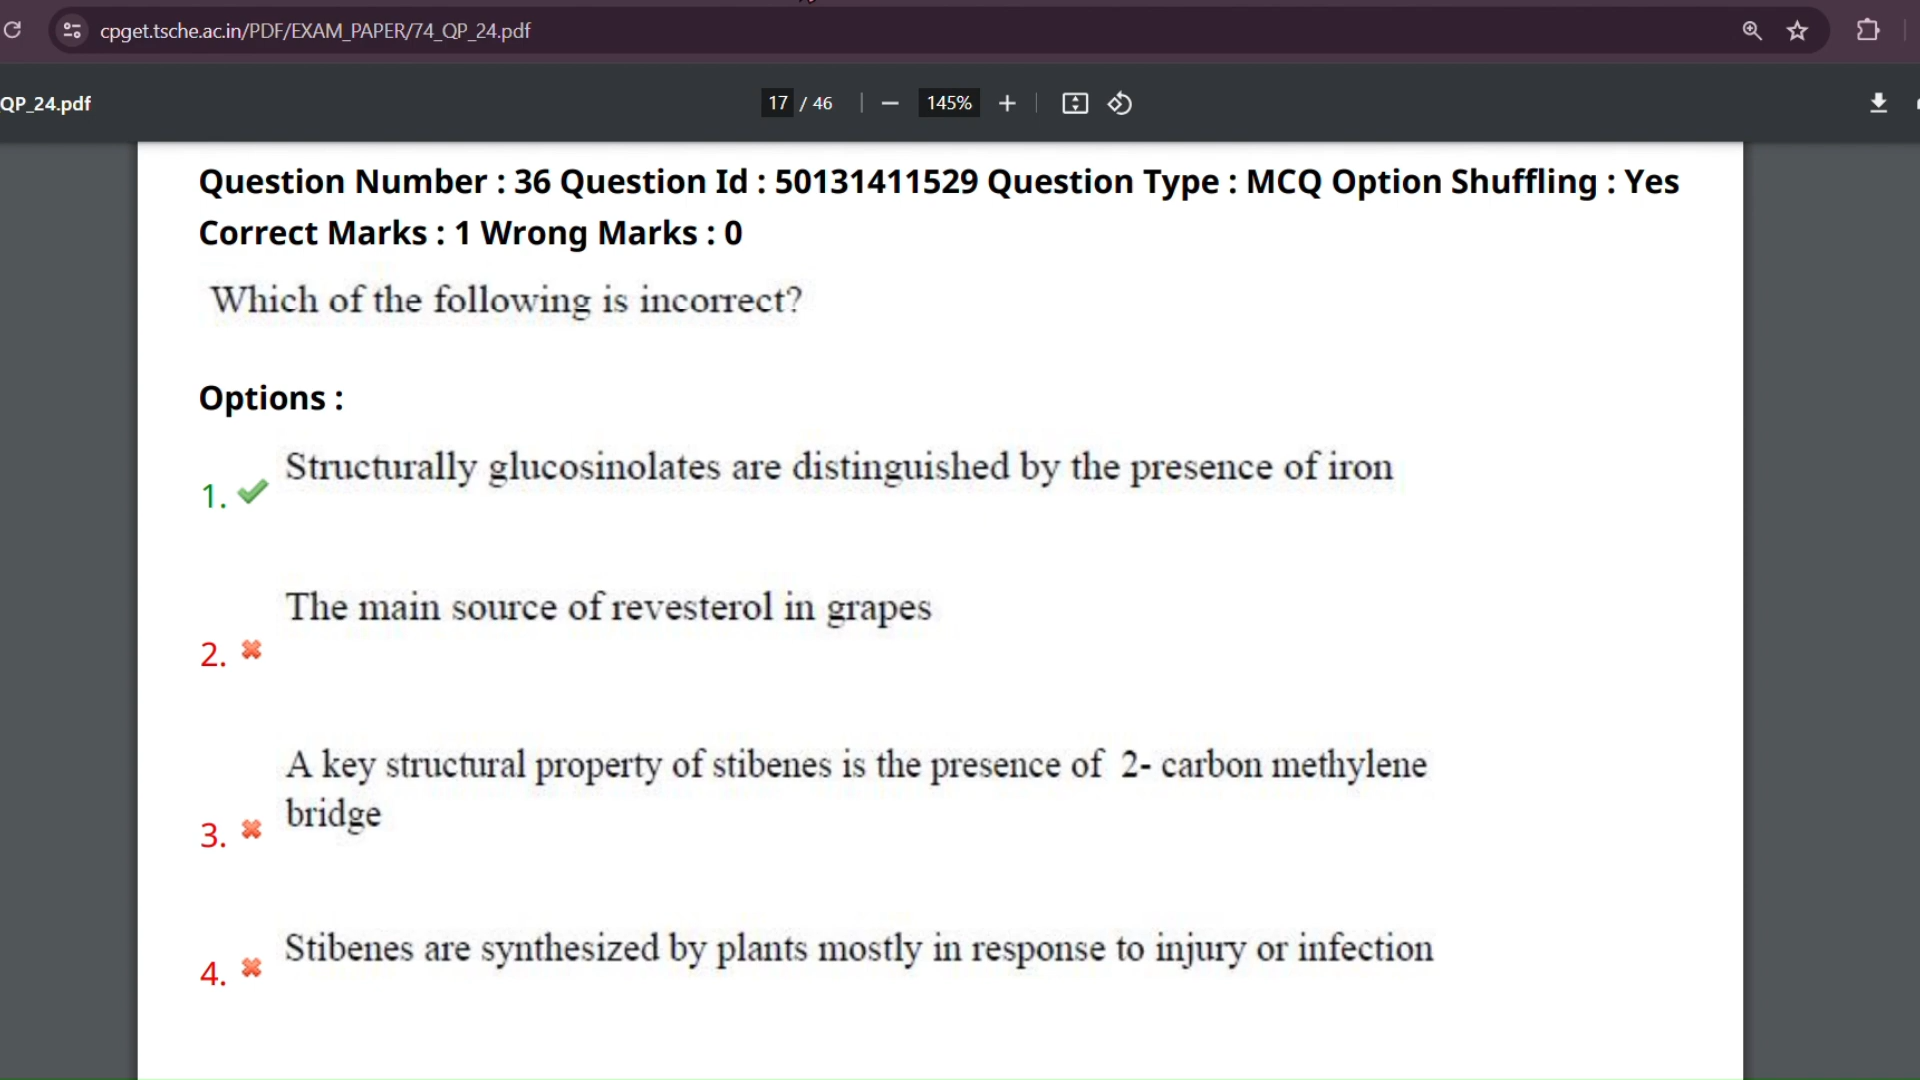 cpget.tsche.ac.in/PDF/EXAM_PAPER/74_QP_24.pdf
QP_24.pdf
17 / 46
145%
Question Number : 36 Question Id : 50131411529 Question Type : MCQ Option Shuffling : Yes
Correct Marks : 1 Wrong Marks : 0
Which of the following is incorrect?
Options :
1. Structurally glucosinolates are distinguished by the presence of iron
2. The main source of revesterol in grapes
3. A key structural property of stibenes is the presence of 2- carbon methylene
bridge
4. Stibenes are synthesized by plants mostly in response to injury or infection